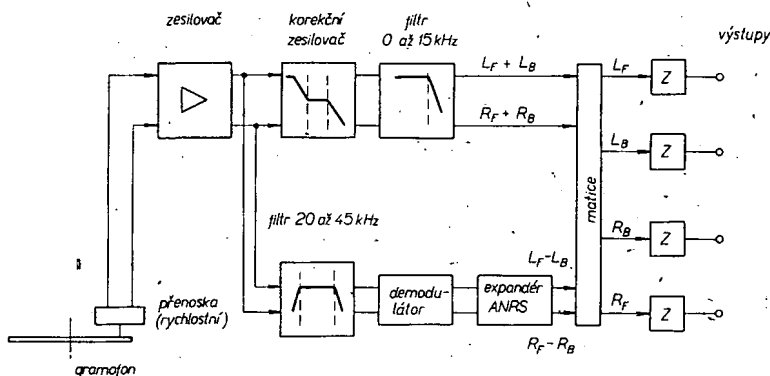 zesilovač
korekční
zesilovač
filtr
0 až 15 kHz
výstupy
L_F + L_B
R_F + R_B
L_F
Z
L_B
Z
matice
R_B
Z
R_F
Z
filtr 20 až 45 kHz
L_F-L_B
demodu-
látor
expandér
ANRS
R_F - R_B
přenoska
(rychlostní)
gramofon